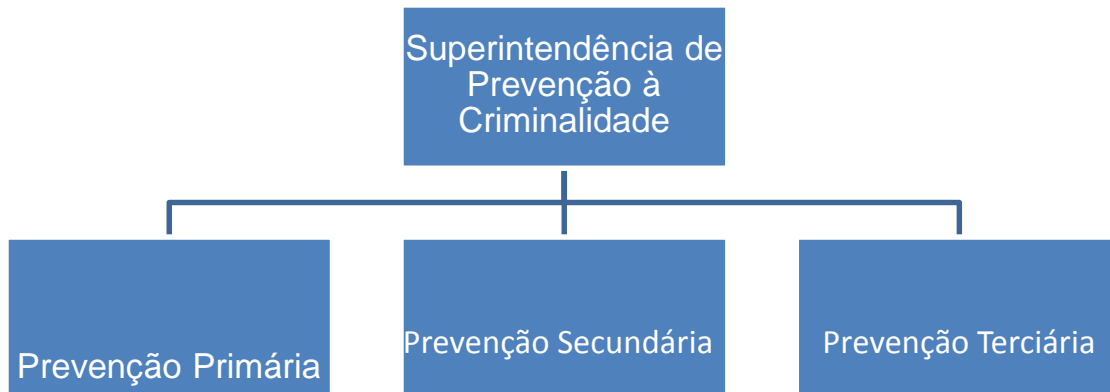 Superintendência de
Prevenção à
Criminalidade
Prevenção Primária
Prevenção Secundária
Prevenção Terciária